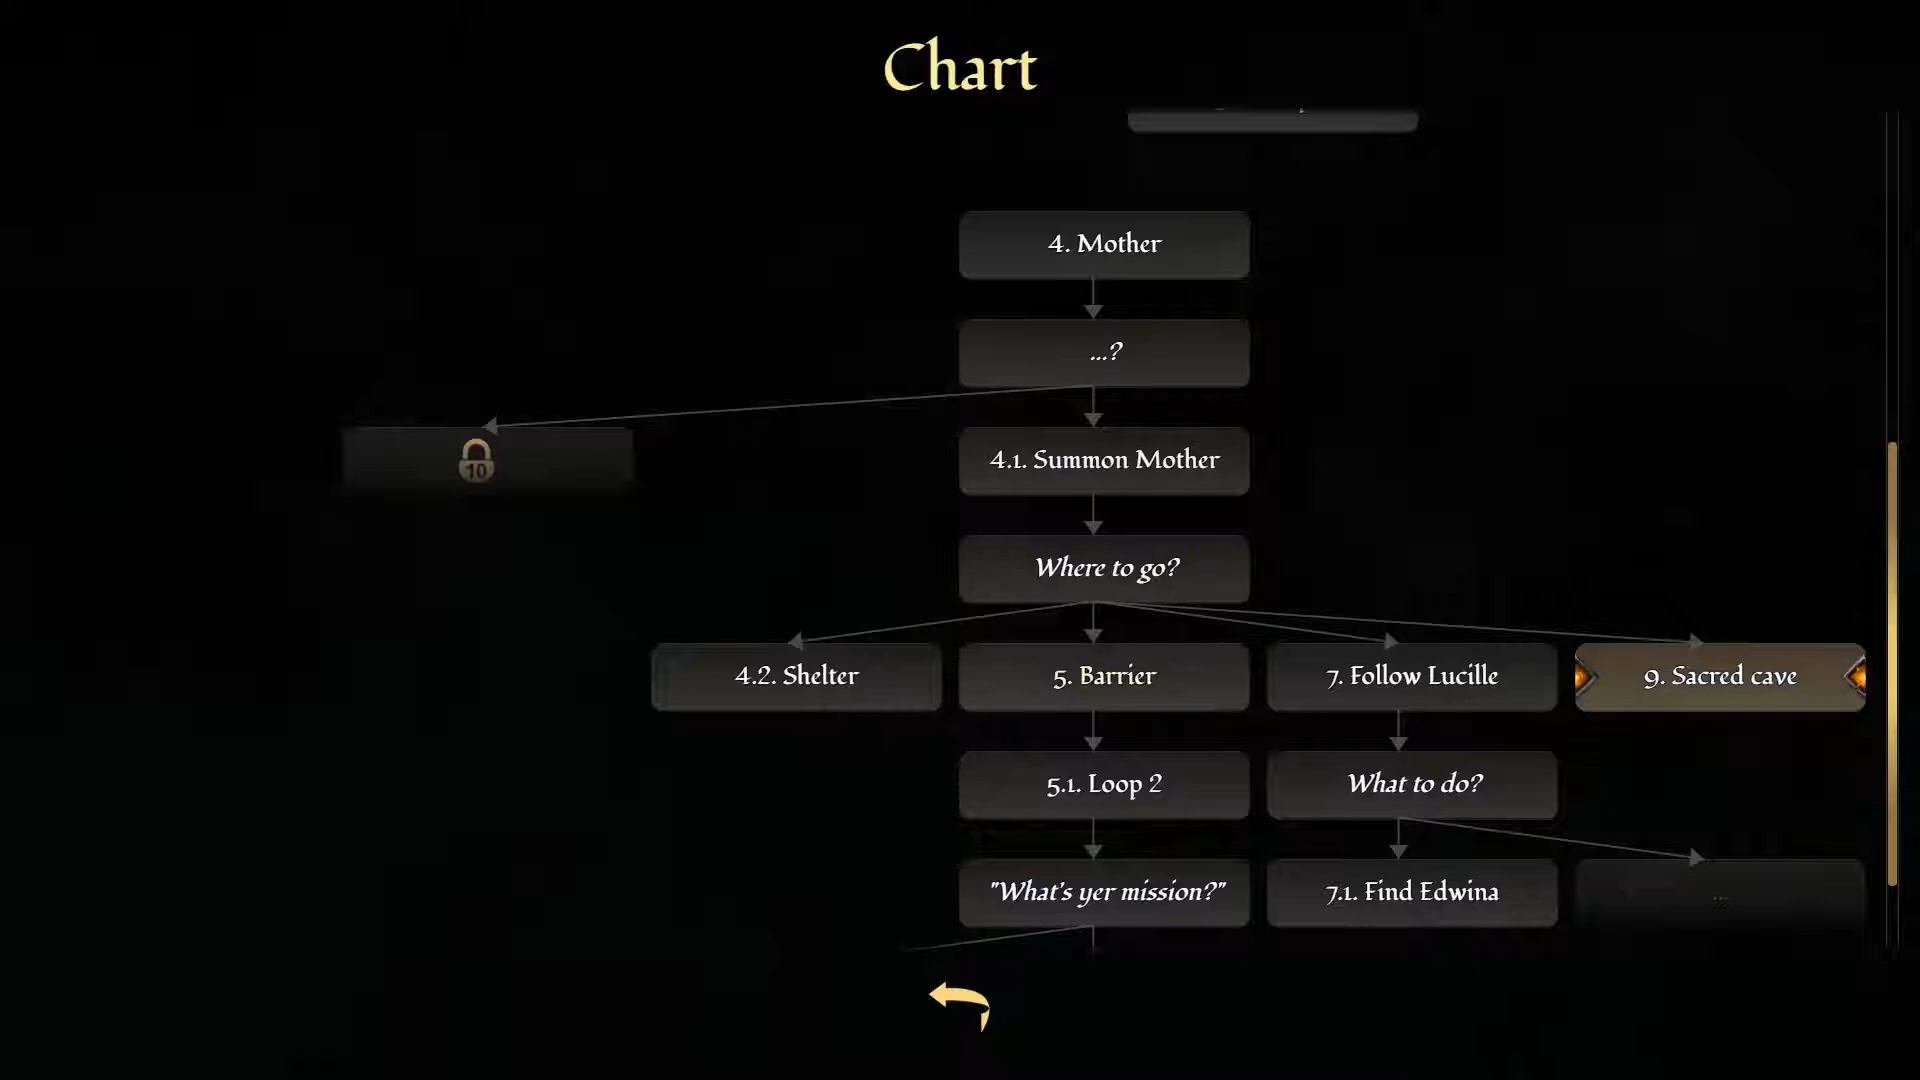 Chart
4. Mother
...?
10
4.1. Summon Mother
Where to go?
4.2. Shelter
5. Barrier
7. Follow Lucille
9. Sacred cave
5.1. Loop 2
What to do?
"What's yer mission?"
7.1. Find Edwina